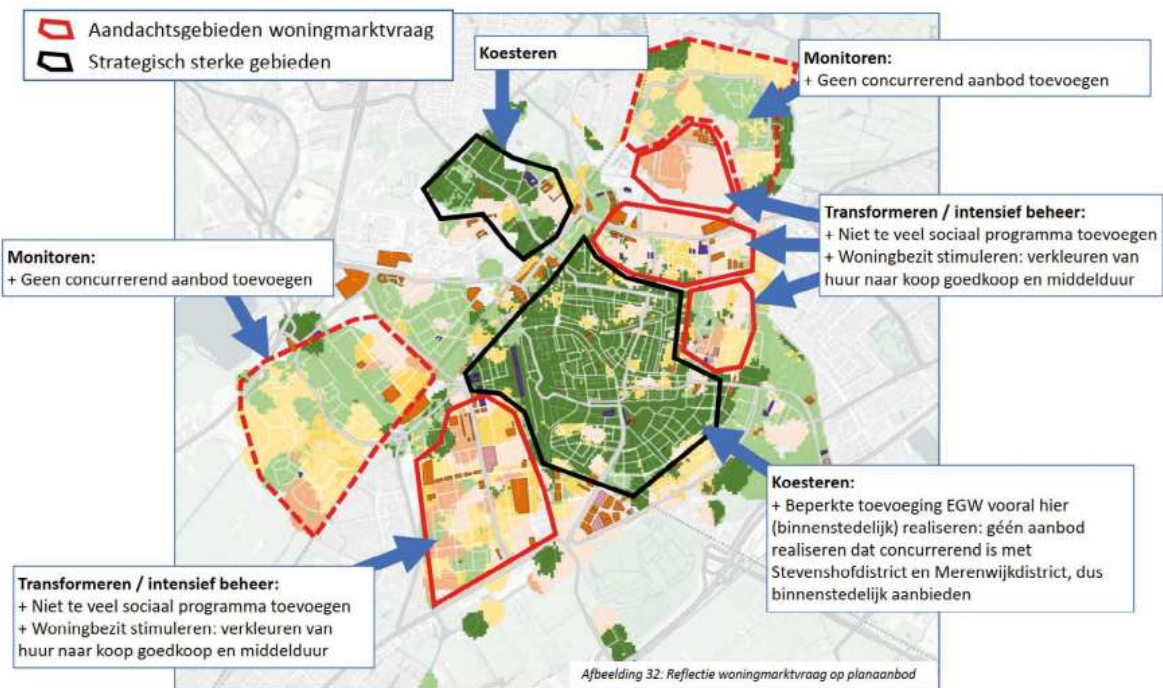 Aandachtsgebieden woningmarktvraag
Strategisch sterke gebieden
Koesteren
Monitoren:
+ Geen concurrerend aanbod toevoegen
Transformeren / intensief beheer:
+ Niet te veel sociaal programma toevoegen
+ Woningbezit stimuleren: verkleuren van
huur naar koop goedkoop en middelduur
Monitoren:
+ Geen concurrerend aanbod toevoegen
Koesteren:
+ Beperkte toevoeging EGW vooral hier
(binnenstedelijk) realiseren: géén aanbod
realiseren dat concurrerend is met
Stevenshofdistrict en Merenwijkdistrict, dus
binnenstedelijk aanbieden
Transformeren / intensief beheer:
+ Niet te veel sociaal programma toevoegen
+ Woningbezit stimuleren: verkleuren van
huur naar koop goedkoop en middelduur
Afbeelding 32: Reflectie woningmarktvraag op planaanbod